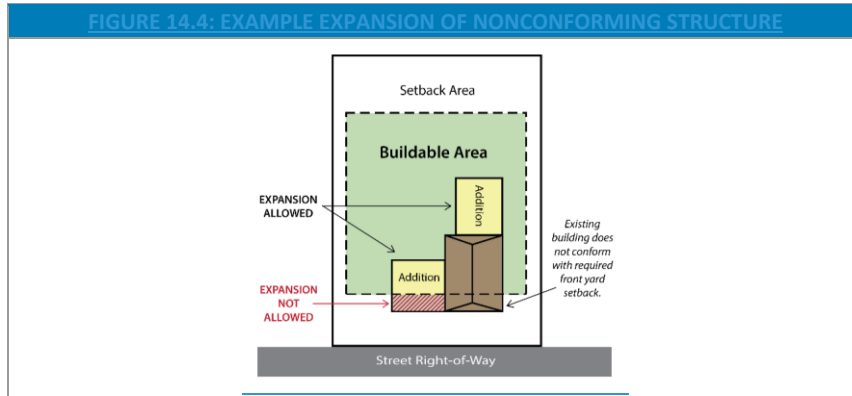 FIGURE 14.4: EXAMPLE EXPANSION OF NONCONFORMING STRUCTURE
Setback Area
Buildable Area
Addition
EXPANSION
ALLOWED
Existing
building does
not conform
with required
front yard
setback.
Addition
EXPANSION
NOT
ALLOWED
Street Right-of-Way